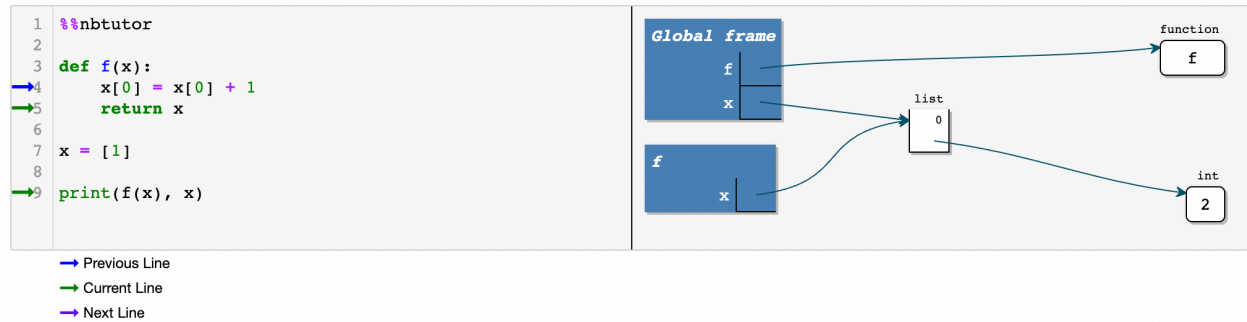 1 %%nbtutor
2
3 def f(x):
4 x[0] = x[0] + 1
5 return x
6
7 x = [1]
8
9 print(f(x), x)
Previous Line
Current Line
Next Line
Global frame
f
x
f
x
list
0
function
f
int
2